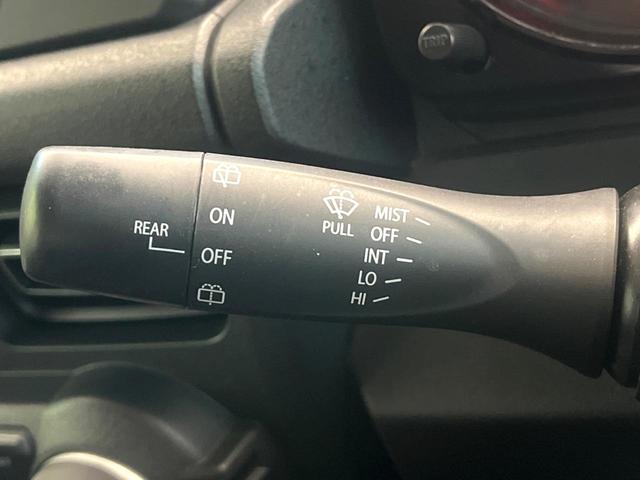 TRIP
REAR
ON
OFF
PULL
MIST
OFF
INT
LO
HI